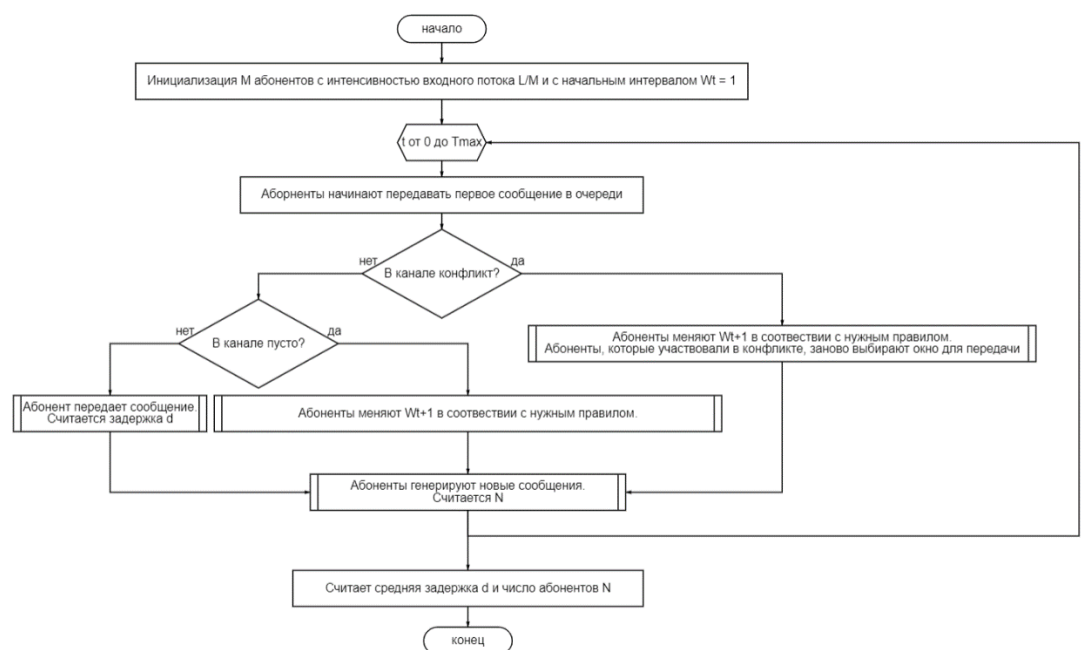 начало
Инициализация М абонентов с интенсивностью входного потока L/M и с начальным интервалом Wt = 1
t от 0 до Tmax
Аборненты начинают передавать первое сообщение в очереди
В канале конфликт?
нет
да
В канале пусто?
нет
да
Абоненты меняют Wt+1 в соотвествии с нужным правилом.
Абоненты, которые участвовали в конфликте, заново выбирают окно для передачи
Абонент передает сообщение.
Считается задержка d
Абоненты меняют Wt+1 в соотвествии с нужным правилом.
Абоненты генерируют новые сообщения.
Считается N
Считает средняя задержка d и число абонентов N
конец